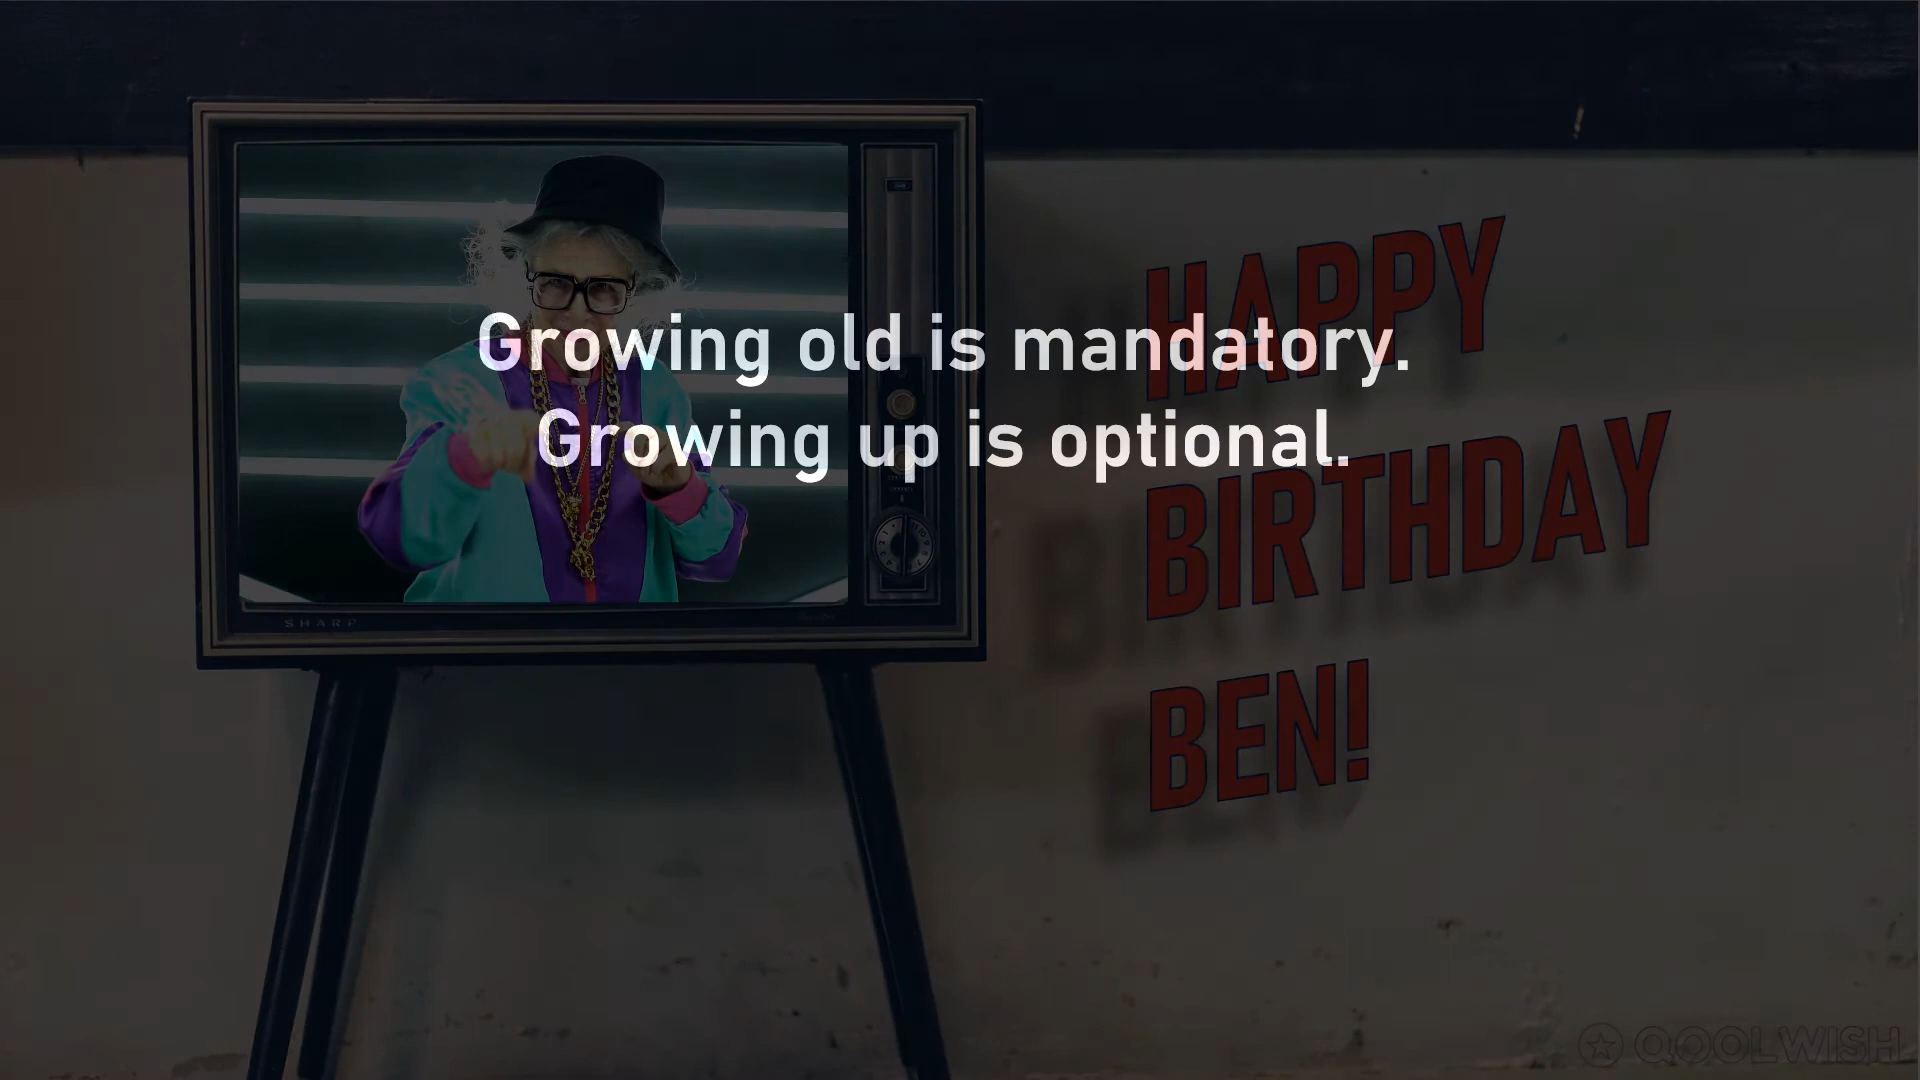 Growing old is mandatory.
Growing up is optional.
HAPPY
BIRTHDAY
BEN!
SHARP
QOOLWISH